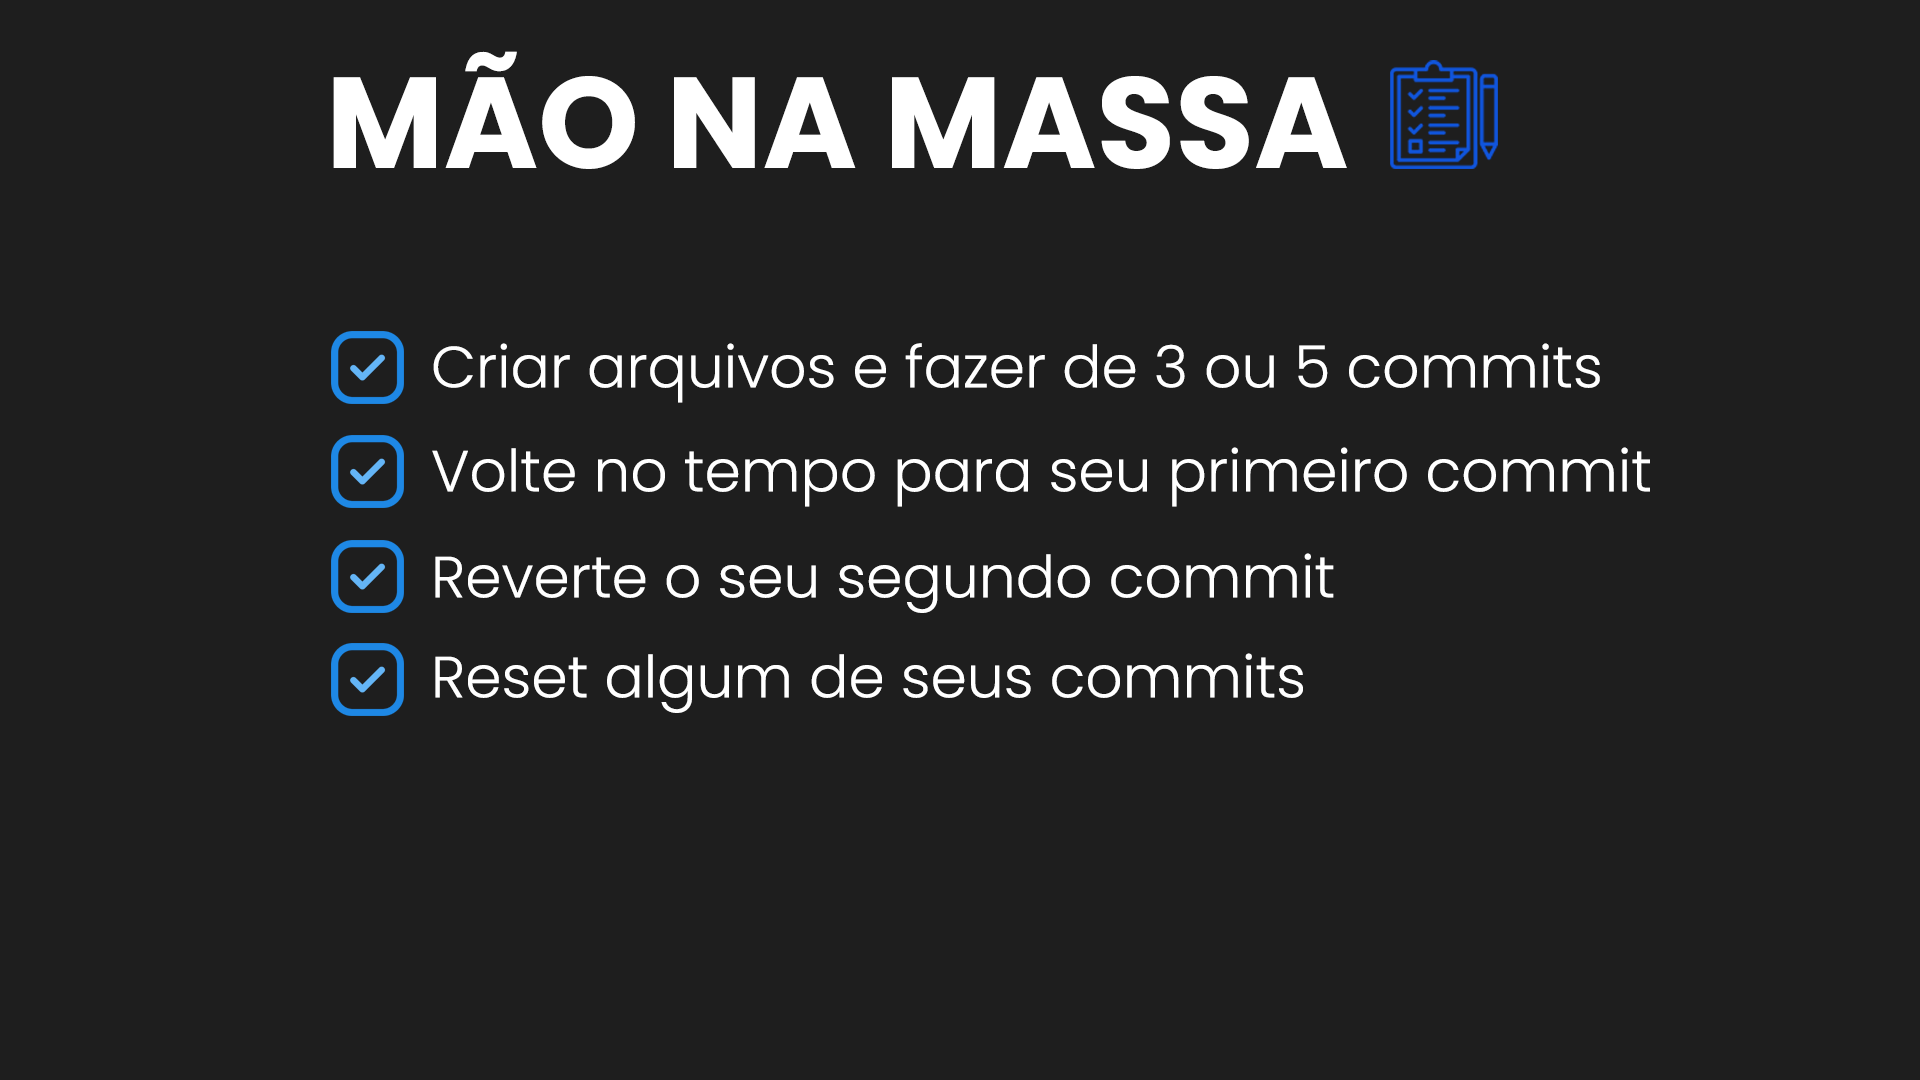 MÃO NA MASSA
Criar arquivos e fazer de 3 ou 5 commits
Volte no tempo para seu primeiro commit
Reverte o seu segundo commit
Reset algum de seus commits